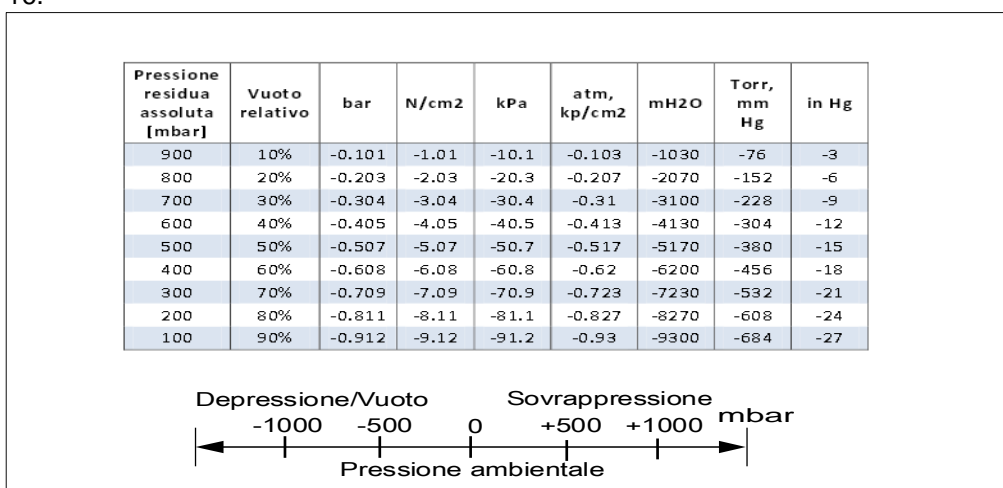 Pressione residua assoluta [mbar] Vuoto relativo bar N/cm2 kPa atm, kp/cm2 mH2O Torr, mm Hg in Hg
900 10% -0.101 -1.01 -10.1 -0.103 -1030 -76 -3
800 20% -0.203 -2.03 -20.3 -0.207 -2070 -152 -6
700 30% -0.304 -3.04 -30.4 -0.31 -3100 -228 -9
600 40% -0.405 -4.05 -40.5 -0.413 -4130 -304 -12
500 50% -0.507 -5.07 -50.7 -0.517 -5170 -380 -15
400 60% -0.608 -6.08 -60.8 -0.62 -6200 -456 -18
300 70% -0.709 -7.09 -70.9 -0.723 -7230 -532 -21
200 80% -0.811 -8.11 -81.1 -0.827 -8270 -608 -24
100 90% -0.912 -9.12 -91.2 -0.93 -9300 -684 -27
Depressione/Vuoto Sovrappressione
-1000 -500 0 +500 +1000 mbar
Pressione ambientale